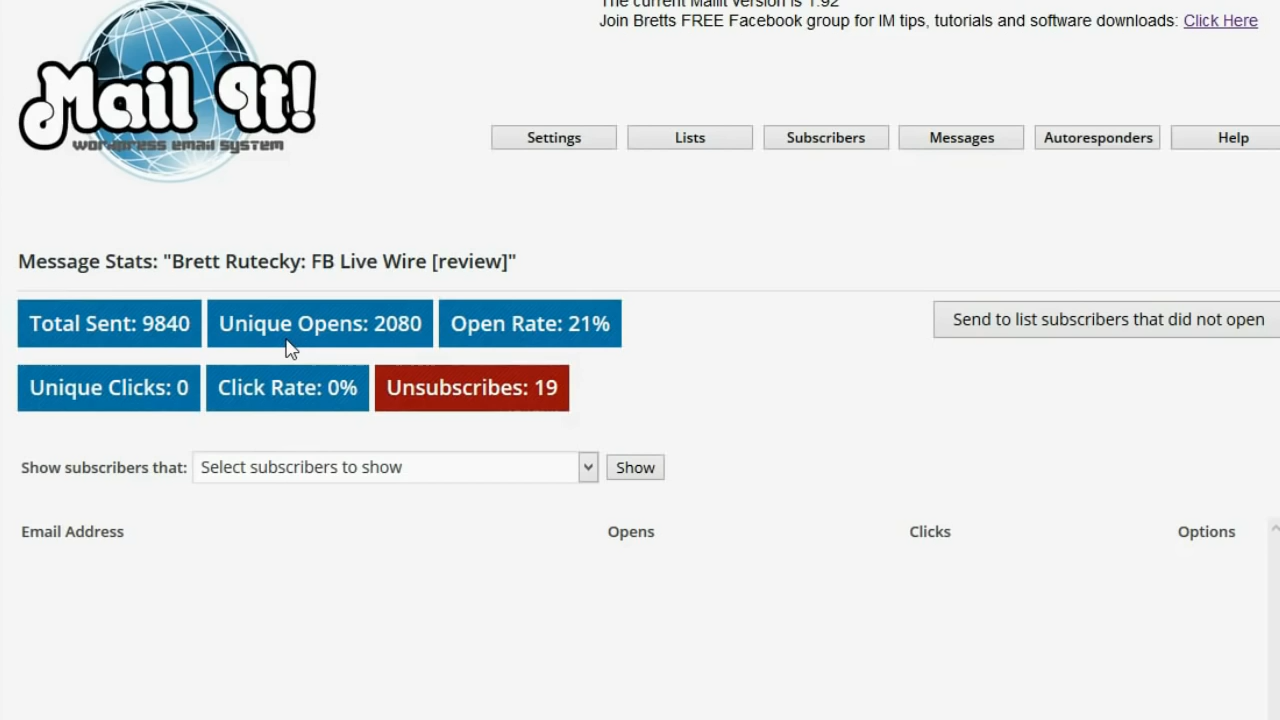 The current Mailit version is 1.92
Join Bretts FREE Facebook group for IM tips, tutorials and software downloads: Click Here
Mail It!
wordpress email system
Settings
Lists
Subscribers
Messages
Autoresponders
Help
Message Stats: "Brett Rutecky: FB Live Wire [review]"
Total Sent: 9840
Unique Opens: 2080
Open Rate: 21%
Send to list subscribers that did not open
Unique Clicks: 0
Click Rate: 0%
Unsubscribes: 19
Show subscribers that:
Select subscribers to show
Show
Email Address
Opens
Clicks
Options